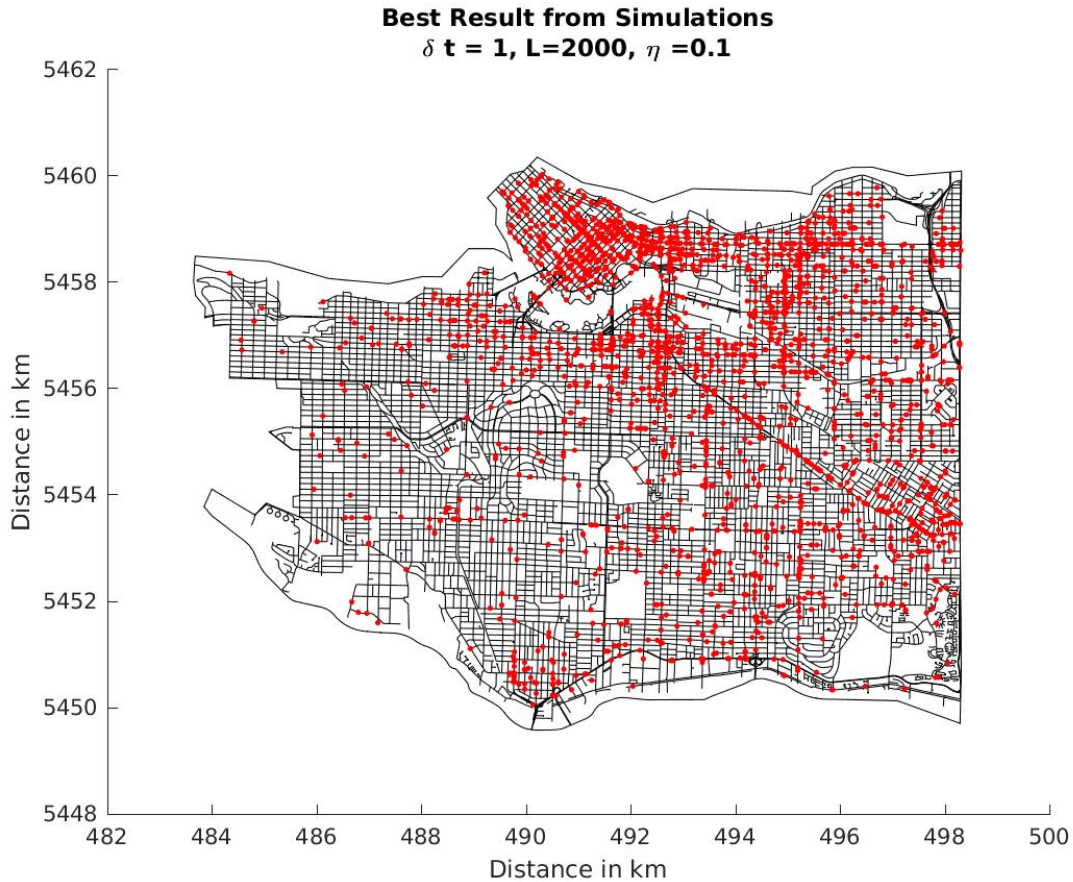 Best Result from Simulations
δ t = 1, L=2000, η =0.1
5462
5460
5458
5456
5454
5452
5450
5448
Distance in km
482 484 486 488 490 492 494 496 498 500
Distance in km